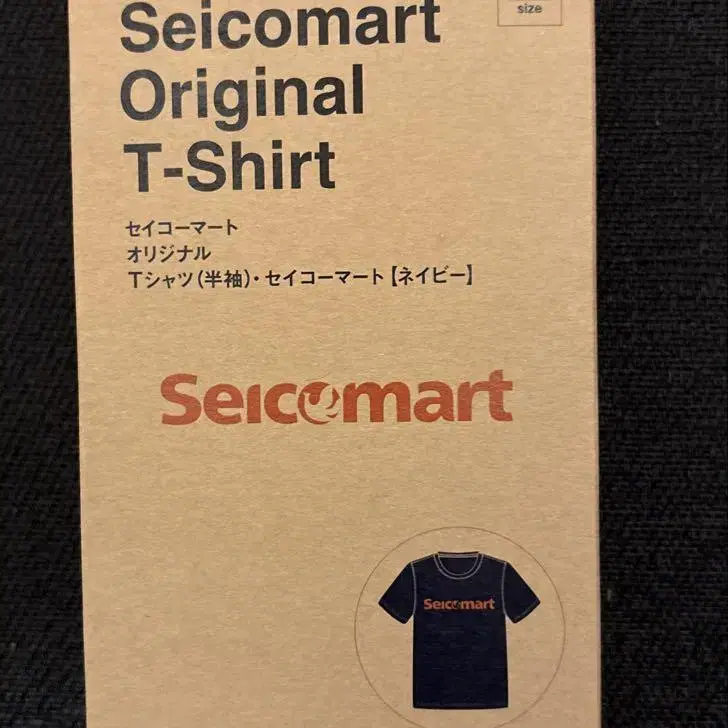 size
Seicomart
Original
T-Shirt
セイコーマート
オリジナル
Tシャツ(半袖)・セイコーマート【ネイビー】
Seicomart
Seicomart